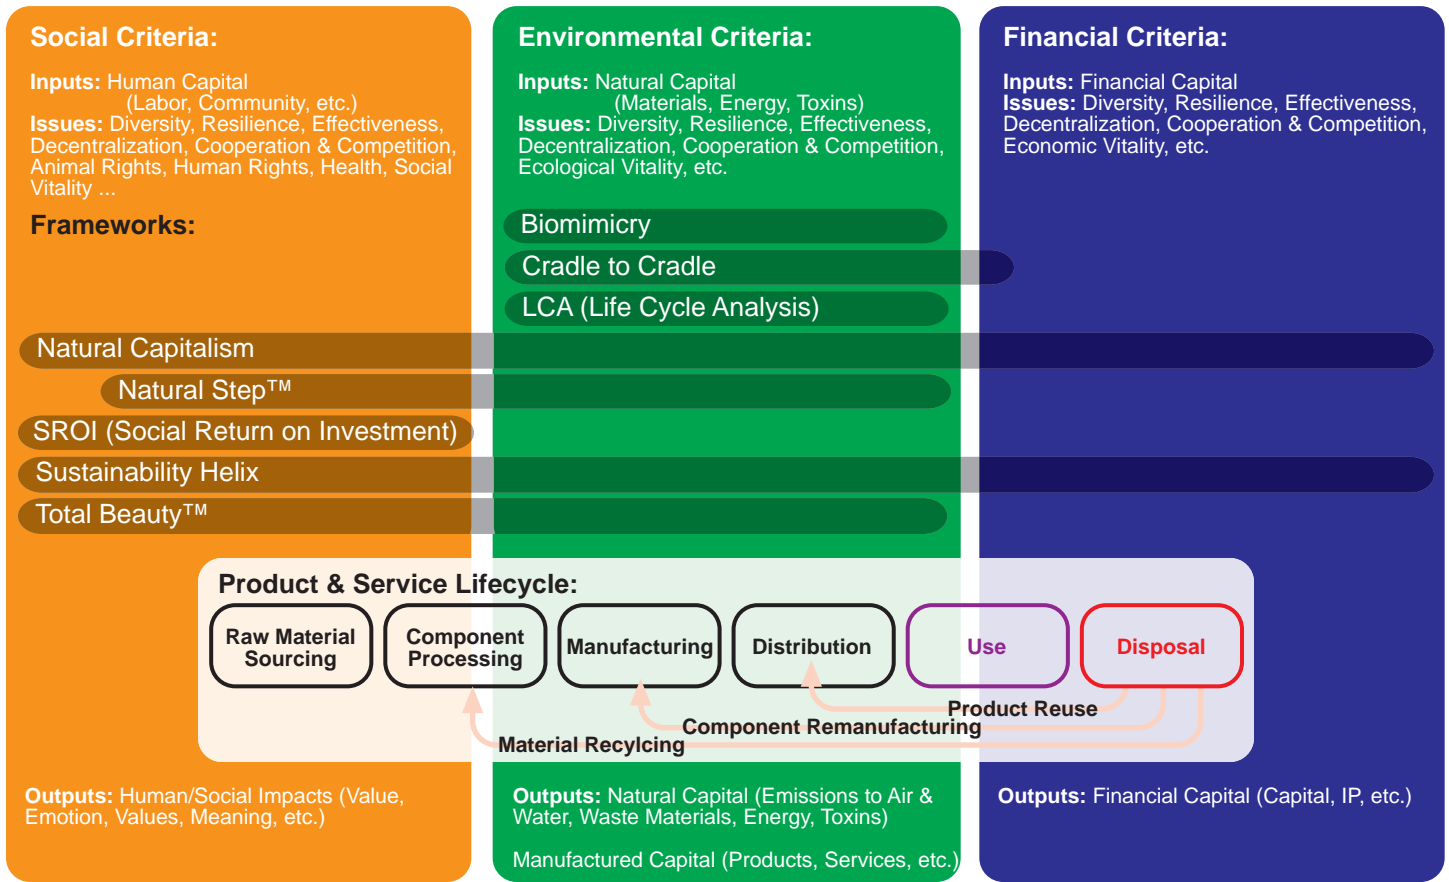 Social Criteria:
Inputs: Human Capital
(Labor, Community, etc.)
Issues: Diversity, Resilience, Effectiveness,
Decentralization, Cooperation & Competition,
Animal Rights, Human Rights, Health, Social
Vitality ...
Environmental Criteria:
Inputs: Natural Capital
(Materials, Energy, Toxins)
Issues: Diversity, Resilience, Effectiveness,
Decentralization, Cooperation & Competition,
Ecological Vitality, etc.
Financial Criteria:
Inputs: Financial Capital
Issues: Diversity, Resilience, Effectiveness,
Decentralization, Cooperation & Competition,
Economic Vitality, etc.
Frameworks:
Biomimicry
Cradle to Cradle
LCA (Life Cycle Analysis)
Natural Capitalism
Natural Step™
SROI (Social Return on Investment)
Sustainability Helix
Total Beauty™
Product & Service Lifecycle:
Raw Material
Sourcing
Component
Processing
Manufacturing
Distribution
Use
Disposal
Product Reuse
Component Remanufacturing
Material Recylcing
Outputs: Human/Social Impacts (Value,
Emotion, Values, Meaning, etc.)
Outputs: Natural Capital (Emissions to Air &
Water, Waste Materials, Energy, Toxins)
Manufactured Capital (Products, Services, etc.)
Outputs: Financial Capital (Capital, IP, etc.)